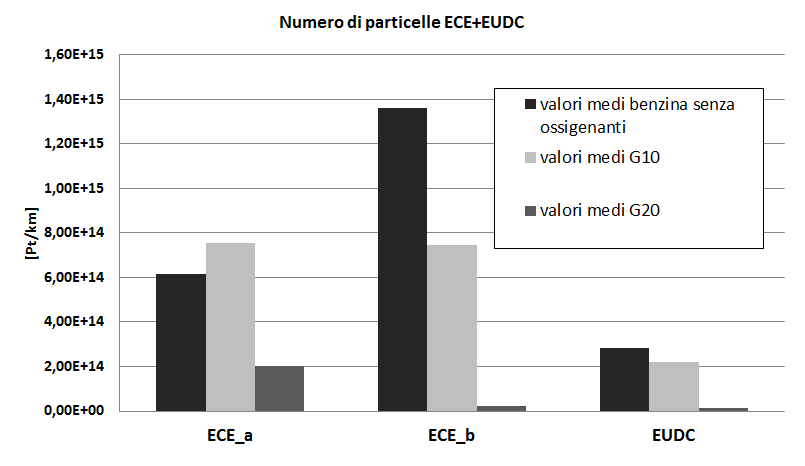 Numero di particelle ECE+EUDC
1,60E+15
1,40E+15
1,20E+15
1,00E+15
8,00E+14
6,00E+14
4,00E+14
2,00E+14
0,00E+00
[Pt/km]
valori medi benzina senza
ossigenanti
valori medi G10
valori medi G20
ECE_a
ECE_b
EUDC